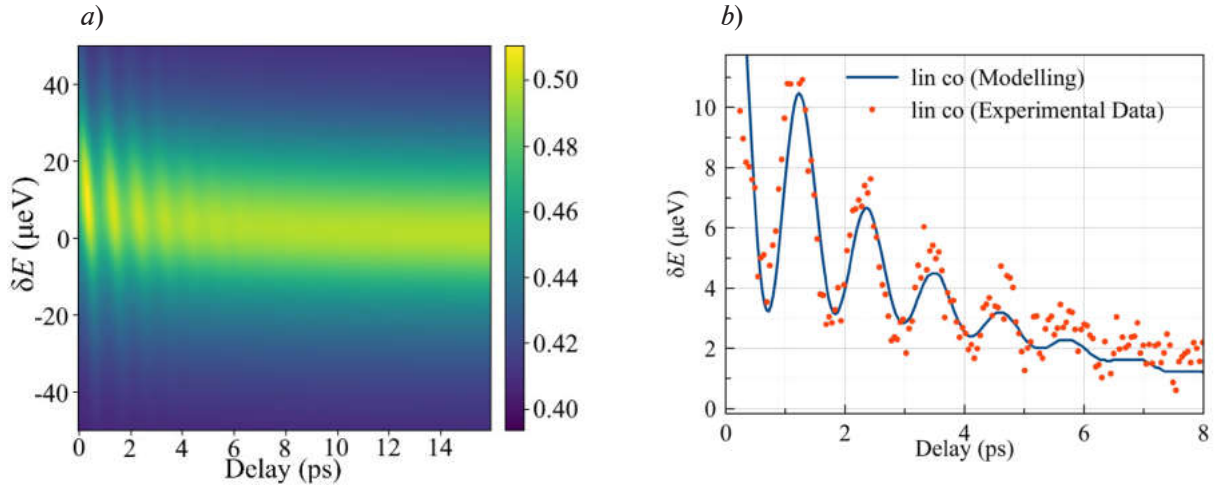 a)
b)
δE (μeV)
40
20
0
-20
-40
0 2 4 6 8 10 12 14
Delay (ps)
0.50
0.48
0.46
0.44
0.42
0.40
δE (μeV)
10
8
6
4
2
0
lin co (Modelling)
lin co (Experimental Data)
0 2 4 6 8
Delay (ps)